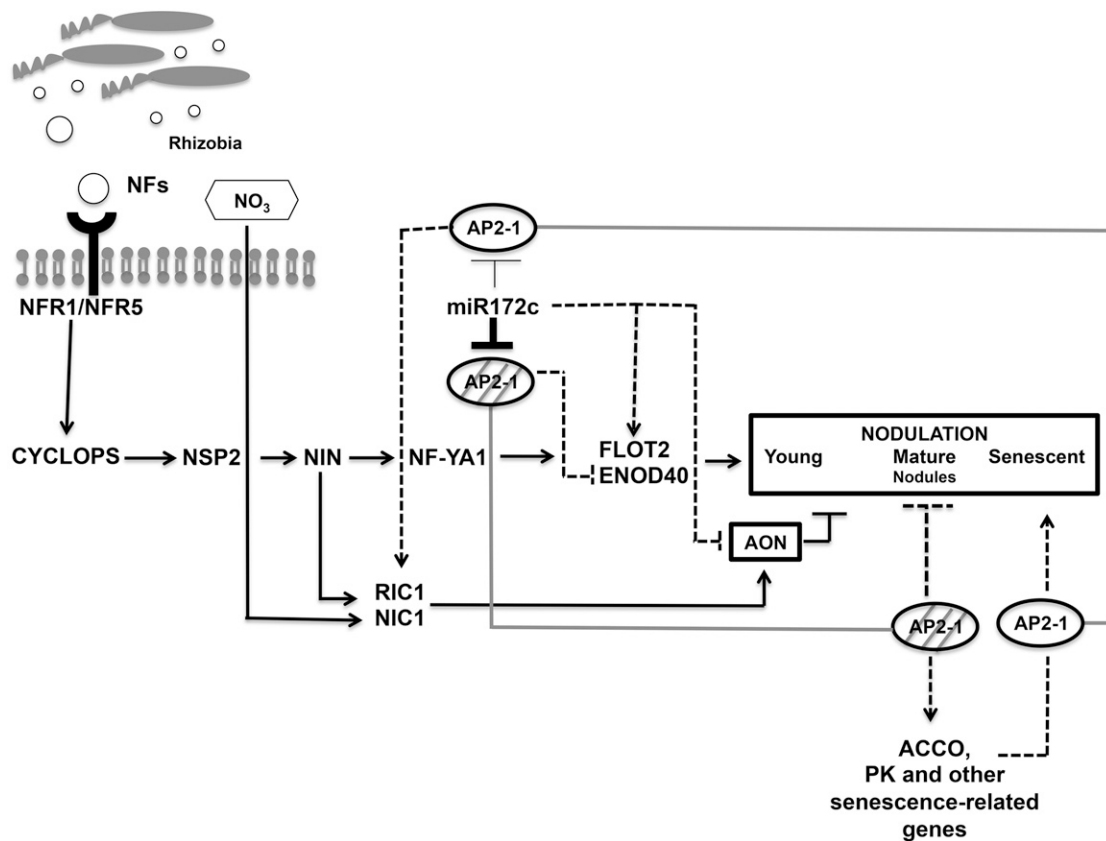 Rhizobia
NFs
NO3
AP2-1
NFR1/NFR5
miR172c
AP2-1
CYCLOPS
NSP2
NIN
NF-YA1
FLOT2
ENOD40
NODULATION
Young
Mature
Senescent
Nodules
AON
RIC1
NIC1
AP2-1
AP2-1
ACCO,
PK and other
senescence-related
genes